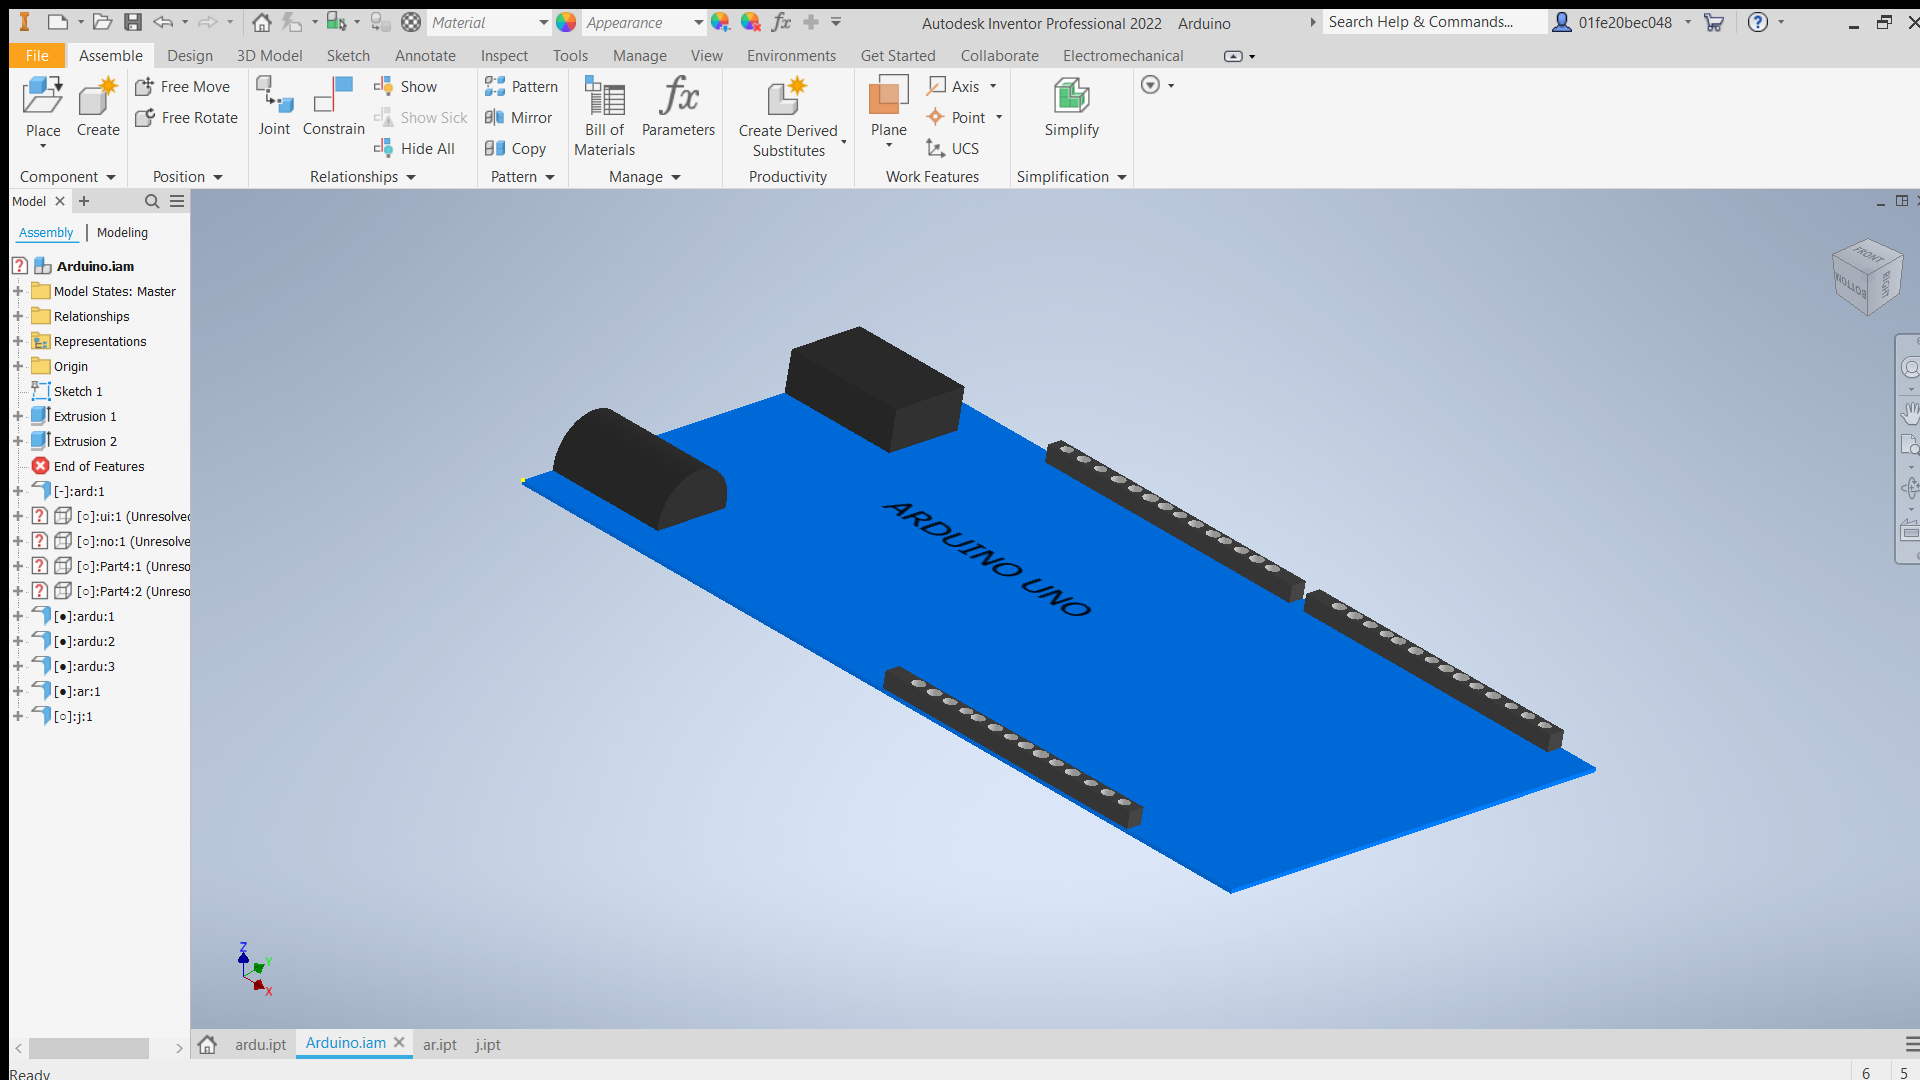 Material
Appearance
fx
Autodesk Inventor Professional 2022 Arduino
Search Help & Commands...
01fe20bec048
File Assemble Design 3D Model Sketch Annotate Inspect Tools Manage View Environments Get Started Collaborate Electromechanical
Place
Create
Component
Free Move
Free Rotate
Position
Joint
Constrain
Show
Show Sick
Hide All
Relationships
Pattern
Mirror
Copy
Pattern
Bill of
Materials
fx
Parameters
Manage
Create Derived
Substitutes
Productivity
Plane
Axis
Point
UCS
Work Features
Simplify
Simplification
Model
Assembly | Modeling
Arduino.iam
Model States: Master
Relationships
Representations
Origin
Sketch 1
Extrusion 1
Extrusion 2
End of Features
[-]:ard:1
[○]:ui:1 (Unresolved
[○]:no:1 (Unresolve
[○]:Part4:1 (Unreso
[○]:Part4:2 (Unreso
[●]:ardu:1
[●]:ardu:2
[●]:ardu:3
[●]:ar:1
[○]:j:1
FRONT
BOTTOM
RIGHT
ARDUINO UNO
Z
Y
X
ardu.ipt Arduino.iam ar.ipt j.ipt
Ready
6 5